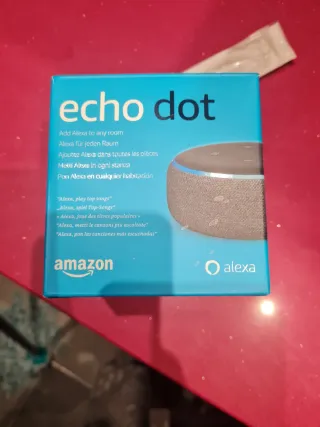 echo dot
Add Alexa to any room
Alexa für jeden Raum
Ajoutez Alexa dans toutes les pièces
Metti Alexa in ogni stanza
Pon Alexa en cualquier habitación
"Alexa, play top songs"
„Alexa, spiel Top-Songs“
« Alexa, joue des titres populaires »
"Alexa, metti le canzoni più ascoltate"
"Alexa, pon las canciones más escuchadas"
amazon
alexa